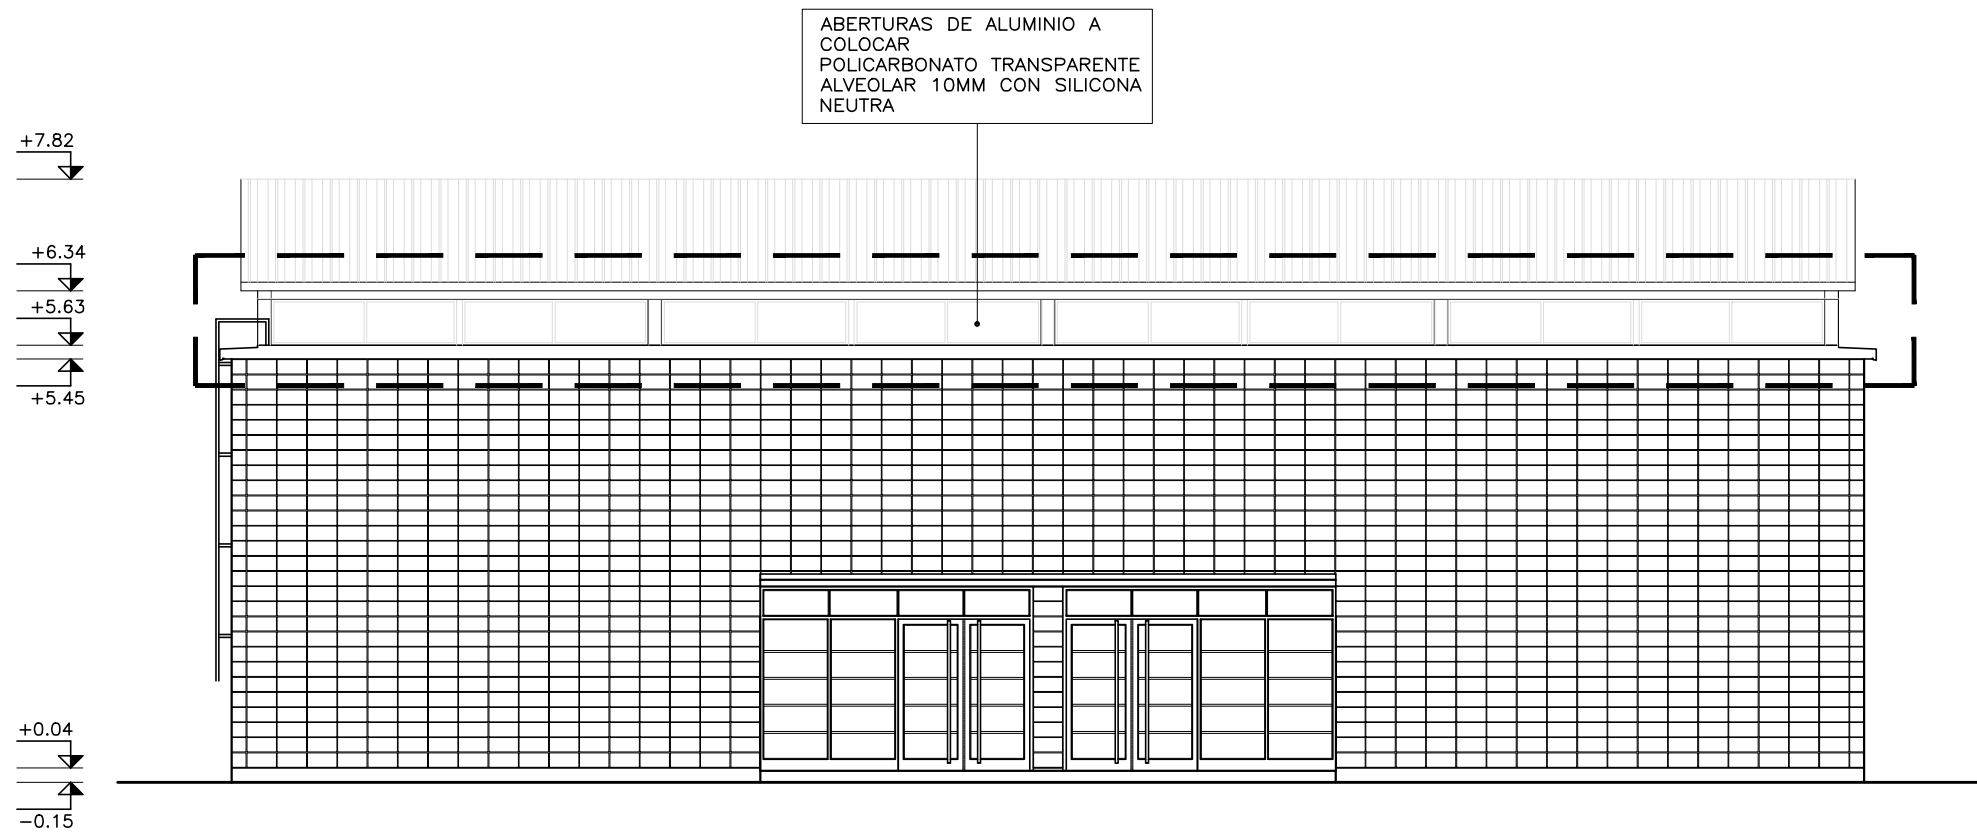 ABERTURAS DE ALUMINIO A
COLOCAR
POLICARBONATO TRANSPARENTE
ALVEOLAR 10MM CON SILICONA
NEUTRA
+7.82
+6.34
+5.63
+5.45
+0.04
-0.15